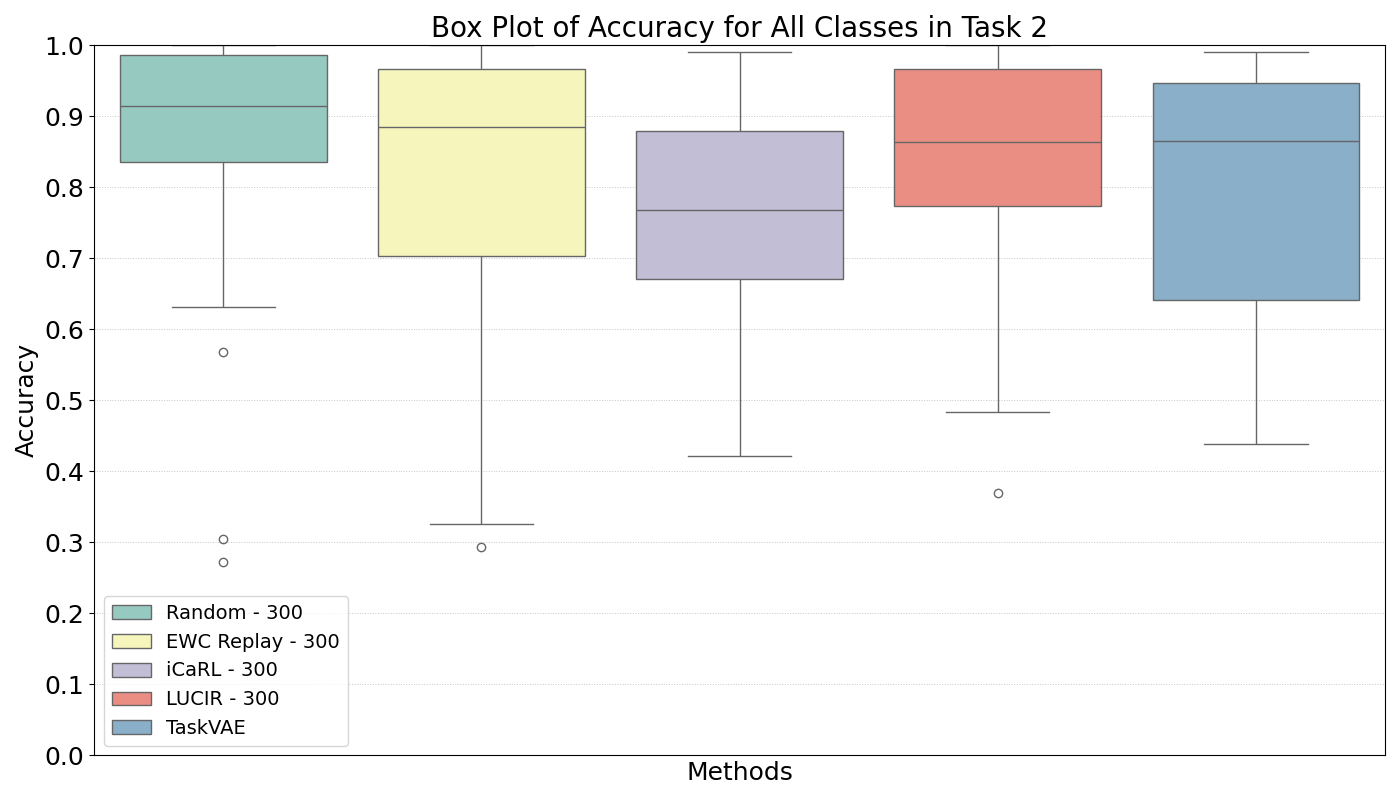 Box Plot of Accuracy for All Classes in Task 2
1.0
0.9
0.8
0.7
0.6
0.5
0.4
0.3
0.2
0.1
0.0
Accuracy
Random - 300
EWC Replay - 300
iCaRL - 300
LUCIR - 300
TaskVAE
Methods